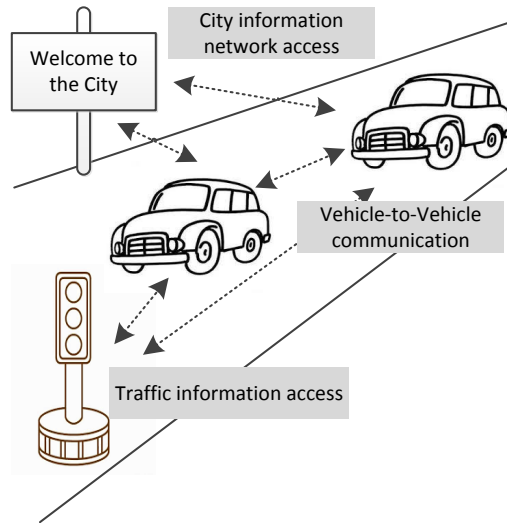 City information
network access
Welcome to
the City
Vehicle-to-Vehicle
communication
Traffic information access